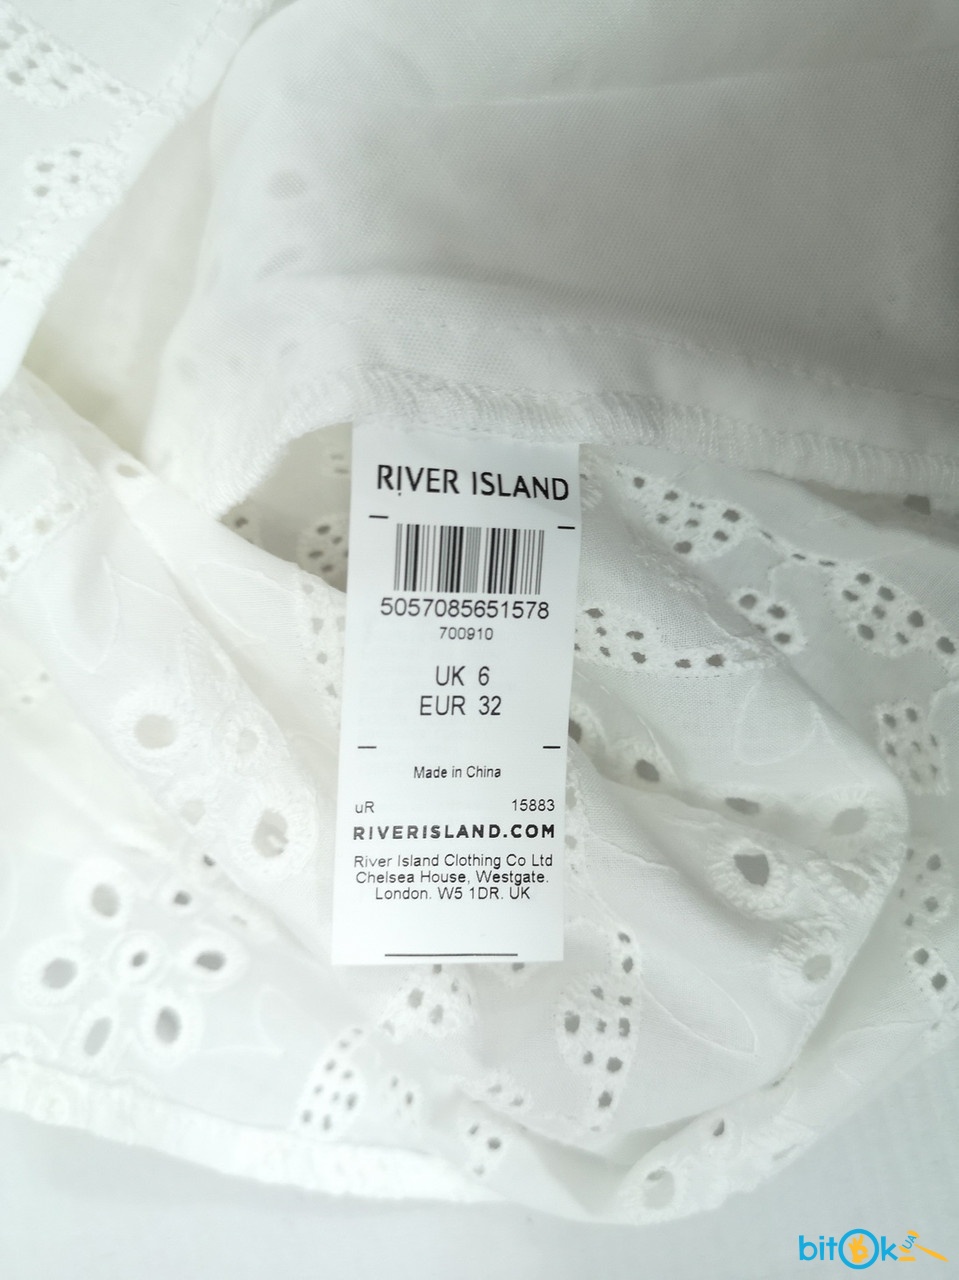 RIVER ISLAND
5057085651578
700910
UK 6
EUR 32
Made in China
uR 15883
RIVERISLAND.COM
River Island Clothing Co Ltd
Chelsea House, Westgate.
London. W5 1DR. UK
bitOk UA